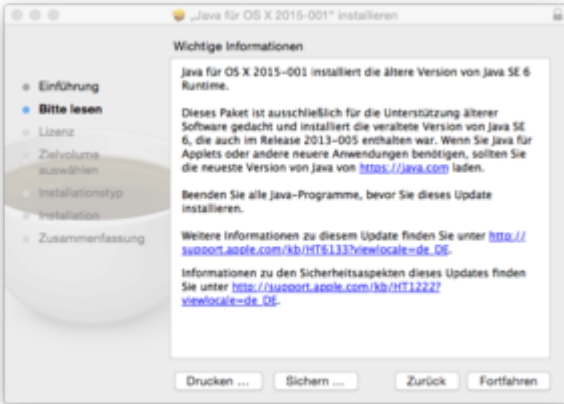 „Java für OS X 2015-001“ installieren
Wichtige Informationen
Einführung
Bitte lesen
Lizenz
Zielvolume
auswählen
Installationstyp
Installation
Zusammenfassung
Java für OS X 2015-001 installiert die ältere Version von Java SE 6
Runtime.
Dieses Paket ist ausschließlich für die Unterstützung älterer
Software gedacht und installiert die veraltete Version von Java SE
6, die auch im Release 2013-005 enthalten war. Wenn Sie Java für
Applets oder andere neuere Anwendungen benötigen, sollten Sie
die neueste Version von Java von https://java.com laden.
Beenden Sie alle Java-Programme, bevor Sie dieses Update
installieren.
Weitere Informationen zu diesem Update finden Sie unter http://
support.apple.com/kb/HT6133?viewlocale=de_DE.
Informationen zu den Sicherheitsaspekten dieses Updates finden
Sie unter http://support.apple.com/kb/HT1222?
viewlocale=de_DE.
Drucken ...
Sichern ...
Zurück
Fortfahren